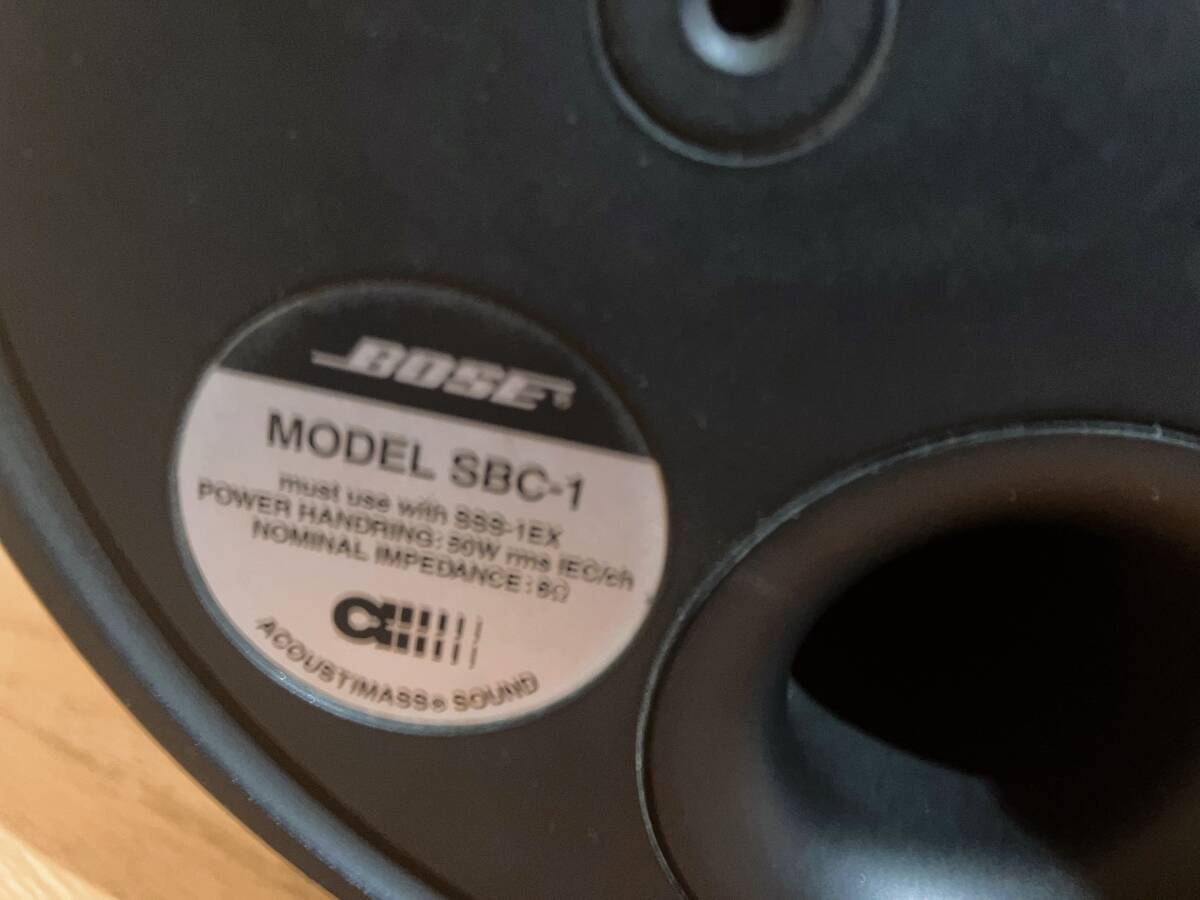 BOSE
MODEL SBC-1
must use with SSS-1EX
POWER HANDRING: 50W rms IEC/ch
NOMINAL IMPEDANCE: 6Ω
ACOUSTIMASS® SOUND